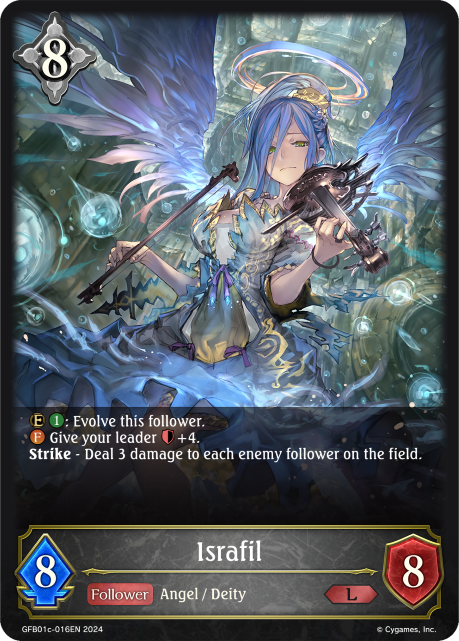 8
E 1: Evolve this follower.
F Give your leader +4.
Strike - Deal 3 damage to each enemy follower on the field.
Israfil
8
Follower Angel / Deity
L
8
GFB01c-016EN 2024
© Cygames, Inc.